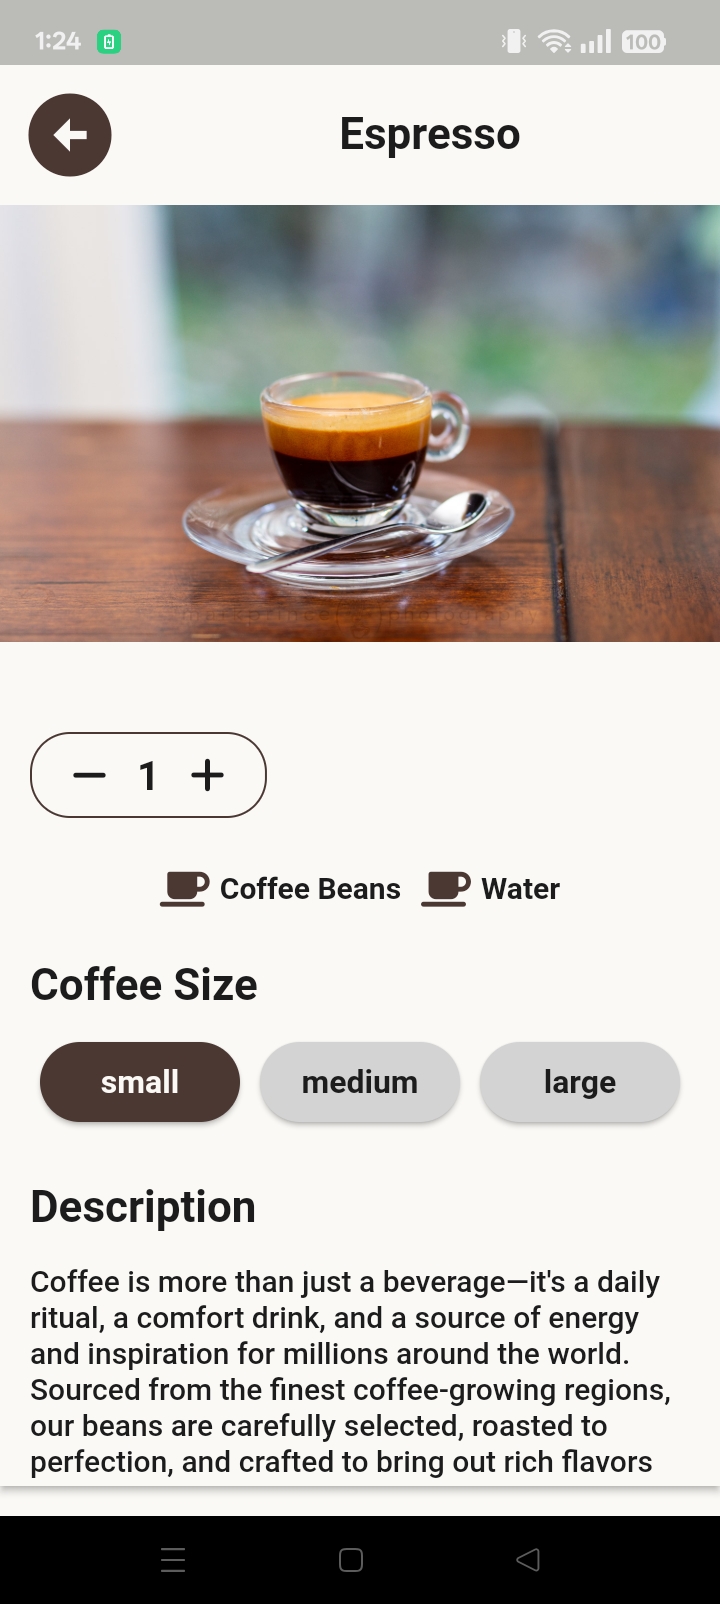 1:24
100
Espresso
1
Coffee Beans Water
Coffee Size
small medium large
Description
Coffee is more than just a beverage—it's a daily
ritual, a comfort drink, and a source of energy
and inspiration for millions around the world.
Sourced from the finest coffee-growing regions,
our beans are carefully selected, roasted to
perfection, and crafted to bring out rich flavors